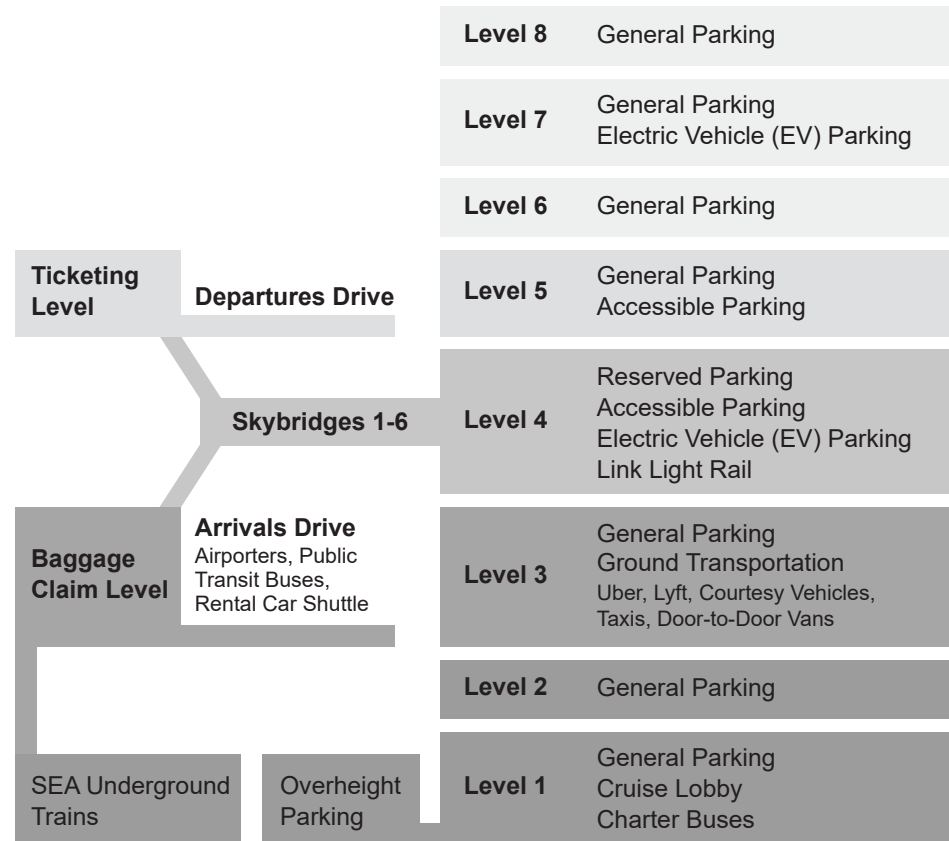 Level 8
General Parking
Level 7
General Parking
Electric Vehicle (EV) Parking
Level 6
General Parking
Ticketing
Level
Departures Drive
Level 5
General Parking
Accessible Parking
Skybridges 1-6
Level 4
Reserved Parking
Accessible Parking
Electric Vehicle (EV) Parking
Link Light Rail
Baggage
Claim Level
Arrivals Drive
Airporters, Public
Transit Buses,
Rental Car Shuttle
Level 3
General Parking
Ground Transportation
Uber, Lyft, Courtesy Vehicles,
Taxis, Door-to-Door Vans
Level 2
General Parking
SEA Underground
Trains
Overheight
Parking
Level 1
General Parking
Cruise Lobby
Charter Buses